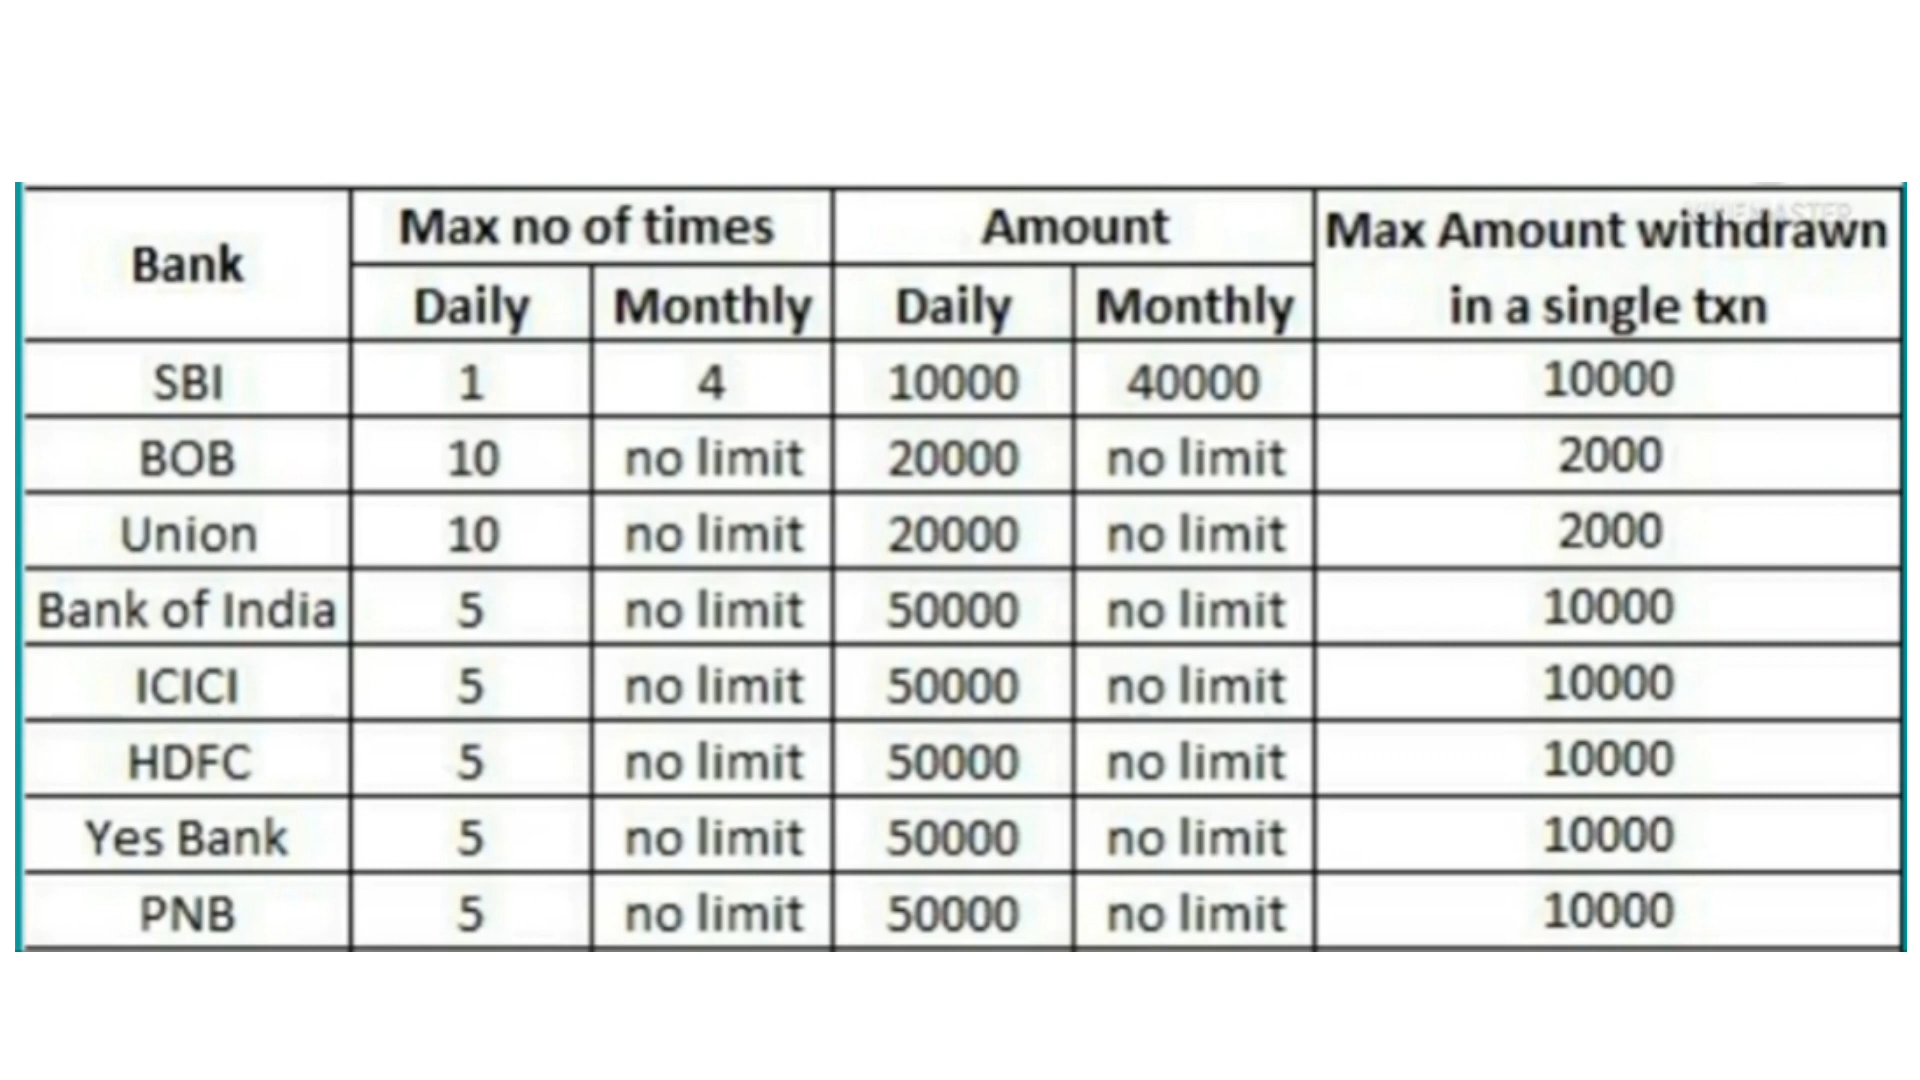 Bank Max no of times Amount Max Amount withdrawn in a single txn
Daily Monthly Daily Monthly
SBI 1 4 10000 40000 10000
BOB 10 no limit 20000 no limit 2000
Union 10 no limit 20000 no limit 2000
Bank of India 5 no limit 50000 no limit 10000
ICICI 5 no limit 50000 no limit 10000
HDFC 5 no limit 50000 no limit 10000
Yes Bank 5 no limit 50000 no limit 10000
PNB 5 no limit 50000 no limit 10000